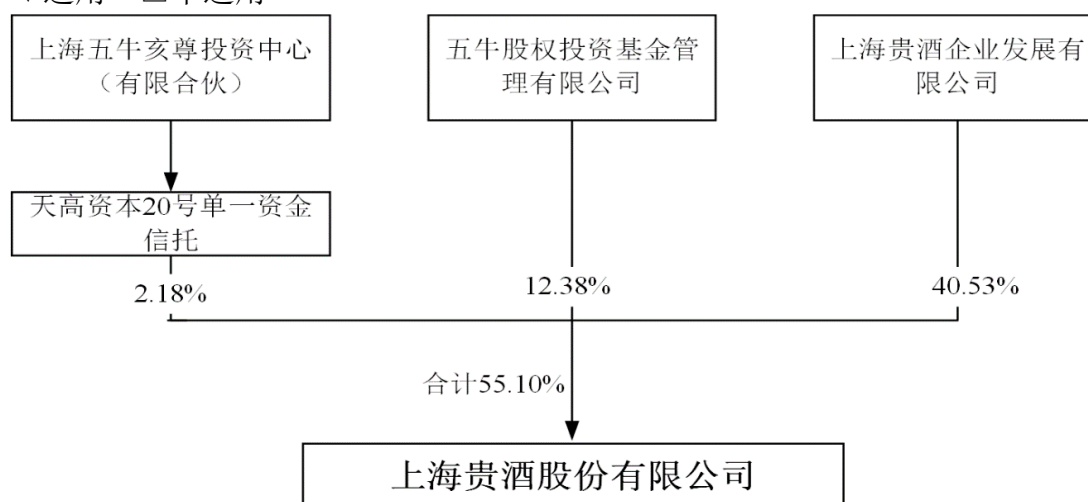 上海五牛亥尊投资中心
（有限合伙）
五牛股权投资基金管
理有限公司
上海贵酒企业发展有
限公司
天高资本20号单一资金
信托
2.18%
12.38%
40.53%
合计55.10%
上海贵酒股份有限公司